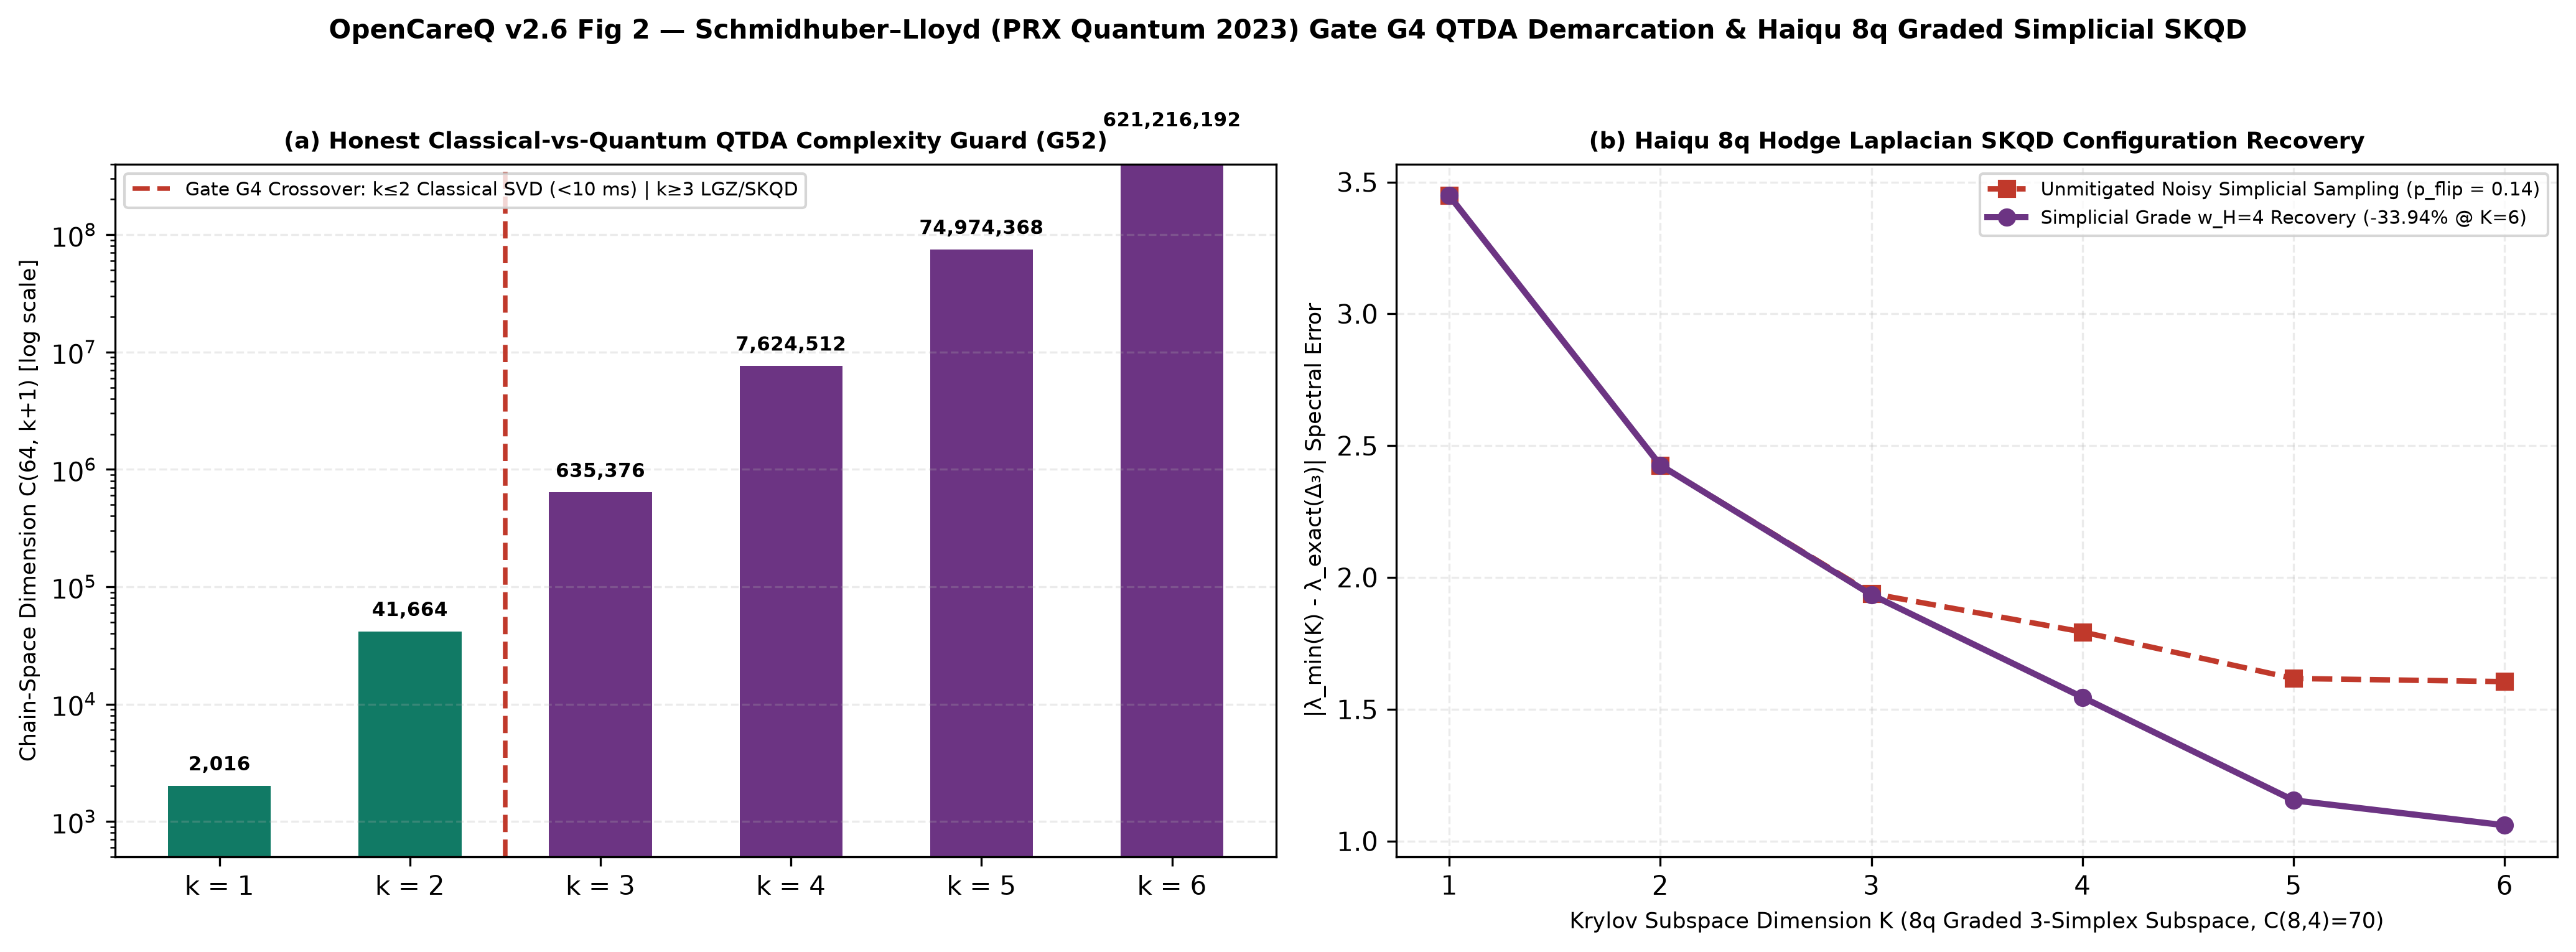 OpenCareQ v2.6 Fig 2 — Schmidhuber–Lloyd (PRX Quantum 2023) Gate G4 QTDA Demarcation & Haiqu 8q Graded Simplicial SKQD
(a) Honest Classical-vs-Quantum QTDA Complexity Guard (G52)
Gate G4 Crossover: k≤2 Classical SVD (<10 ms) | k≥3 LGZ/SKQD
Chain-Space Dimension C(64, k+1) [log scale]
10⁸
10⁷
10⁶
10⁵
10⁴
10³
2,016
41,664
635,376
7,624,512
74,974,368
621,216,192
k = 1
k = 2
k = 3
k = 4
k = 5
k = 6
(b) Haiqu 8q Hodge Laplacian SKQD Configuration Recovery
Unmitigated Noisy Simplicial Sampling (p_flip = 0.14)
Simplicial Grade w_H=4 Recovery (-33.94% @ K=6)
|λ_min(K) - λ_exact(Δ₃)| Spectral Error
3.5
3.0
2.5
2.0
1.5
1.0
1
2
3
4
5
6
Krylov Subspace Dimension K (8q Graded 3-Simplex Subspace, C(8,4)=70)